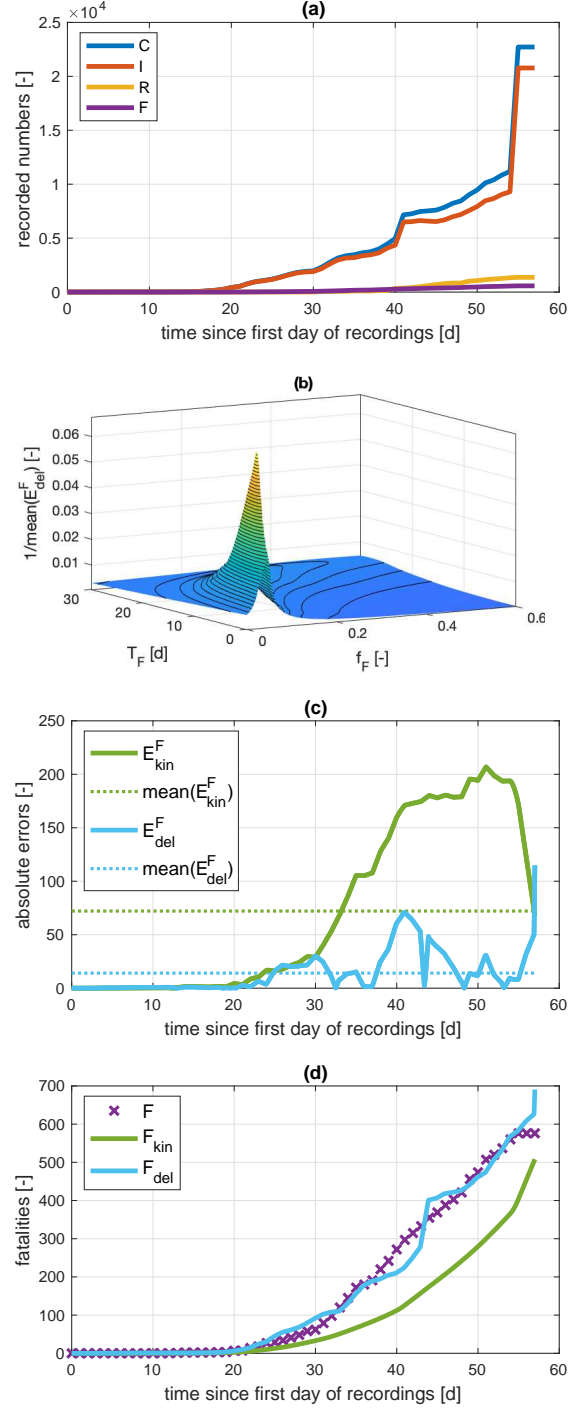 (a)
×10^4
2.5
2
1.5
1
0.5
0
C
I
R
F
recorded numbers [-]
0 10 20 30 40 50 60
time since first day of recordings [d]
(b)
0.06
0.05
0.04
0.03
0.02
0.01
1/mean(E^F_del) [-]
30
20
10
0
0
0.2
0.4
0.6
T_F [d]
f_F [-]
(c)
250
200
150
100
50
0
E^F_kin
mean(E^F_kin)
E^F_del
mean(E^F_del)
absolute errors [-]
0 10 20 30 40 50 60
time since first day of recordings [d]
(d)
700
600
500
400
300
200
100
0
F
F_kin
F_del
fatalities [-]
0 10 20 30 40 50 60
time since first day of recordings [d]